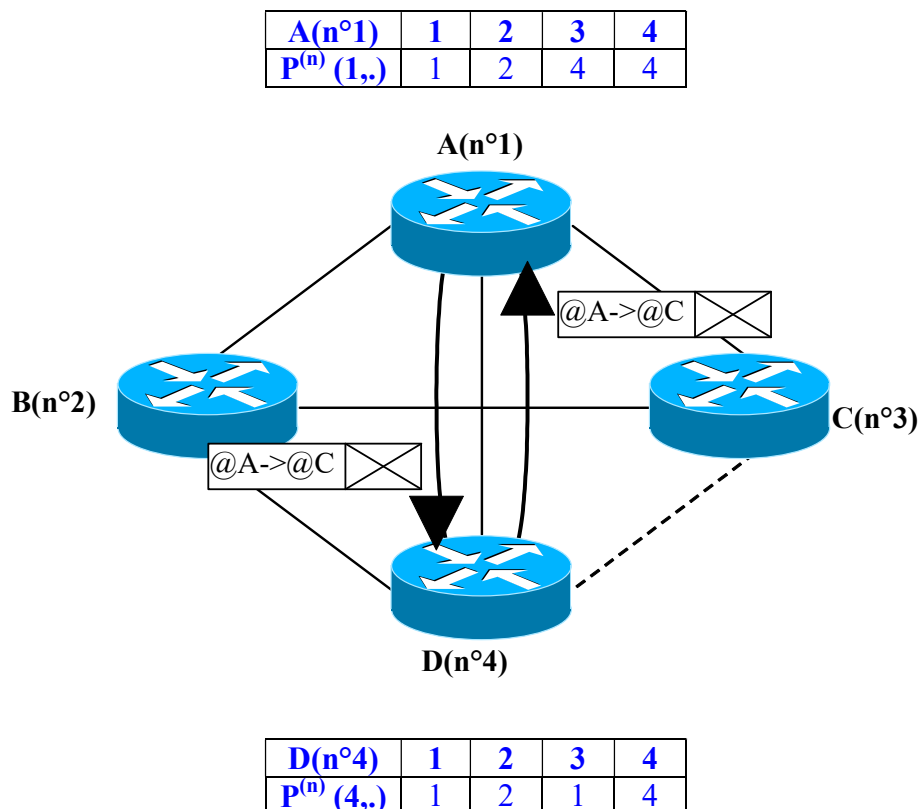 A(n°1) 1 2 3 4
P(n) (1,.) 1 2 4 4
A(n°1)
@A->@C
B(n°2)
C(n°3)
@A->@C
D(n°4)
D(n°4) 1 2 3 4
P(n) (4,.) 1 2 1 4